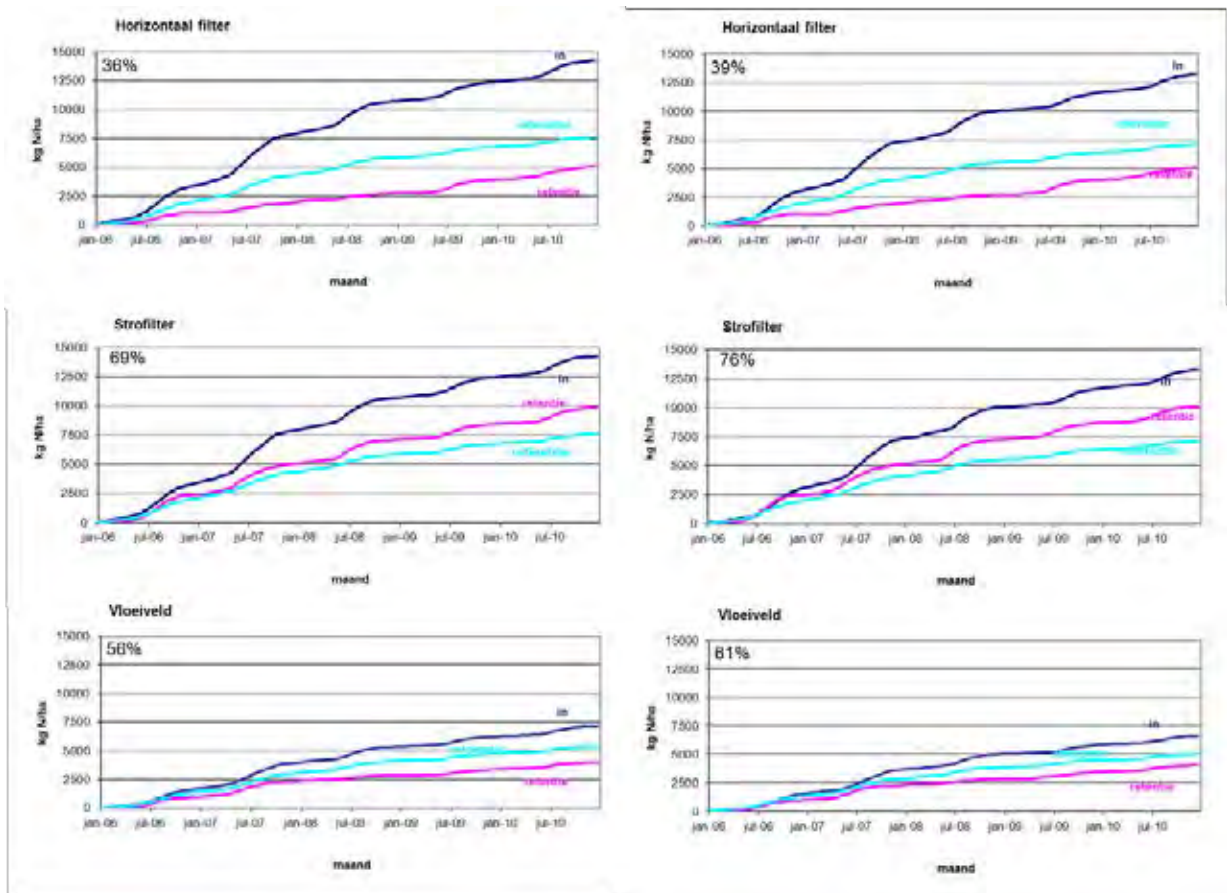 Horizontaal filter
36%
in
retentie
kg N/ha
15000
12500
10000
7500
5000
2500
0
jan-06 jul-06 jan-07 jul-07 jan-08 jul-08 jan-09 jul-09 jan-10 jul-10
maand
Horizontaal filter
39%
in
retentie
kg N/ha
15000
12500
10000
7500
5000
2500
0
jan-06 jul-06 jan-07 jul-07 jan-08 jul-08 jan-09 jul-09 jan-10 jul-10
maand
Strofilter
69%
in
retentie
kg N/ha
15000
12500
10000
7500
5000
2500
0
jan-06 jul-06 jan-07 jul-07 jan-08 jul-08 jan-09 jul-09 jan-10 jul-10
maand
Strofilter
76%
in
retentie
kg N/ha
15000
12500
10000
7500
5000
2500
0
jan-06 jul-06 jan-07 jul-07 jan-08 jul-08 jan-09 jul-09 jan-10 jul-10
maand
Vloeiveld
56%
in
retentie
kg N/ha
15000
12500
10000
7500
5000
2500
0
jan-06 jul-06 jan-07 jul-07 jan-08 jul-08 jan-09 jul-09 jan-10 jul-10
maand
Vloeiveld
61%
in
retentie
kg N/ha
15000
12500
10000
7500
5000
2500
0
jan-06 jul-06 jan-07 jul-07 jan-08 jul-08 jan-09 jul-09 jan-10 jul-10
maand